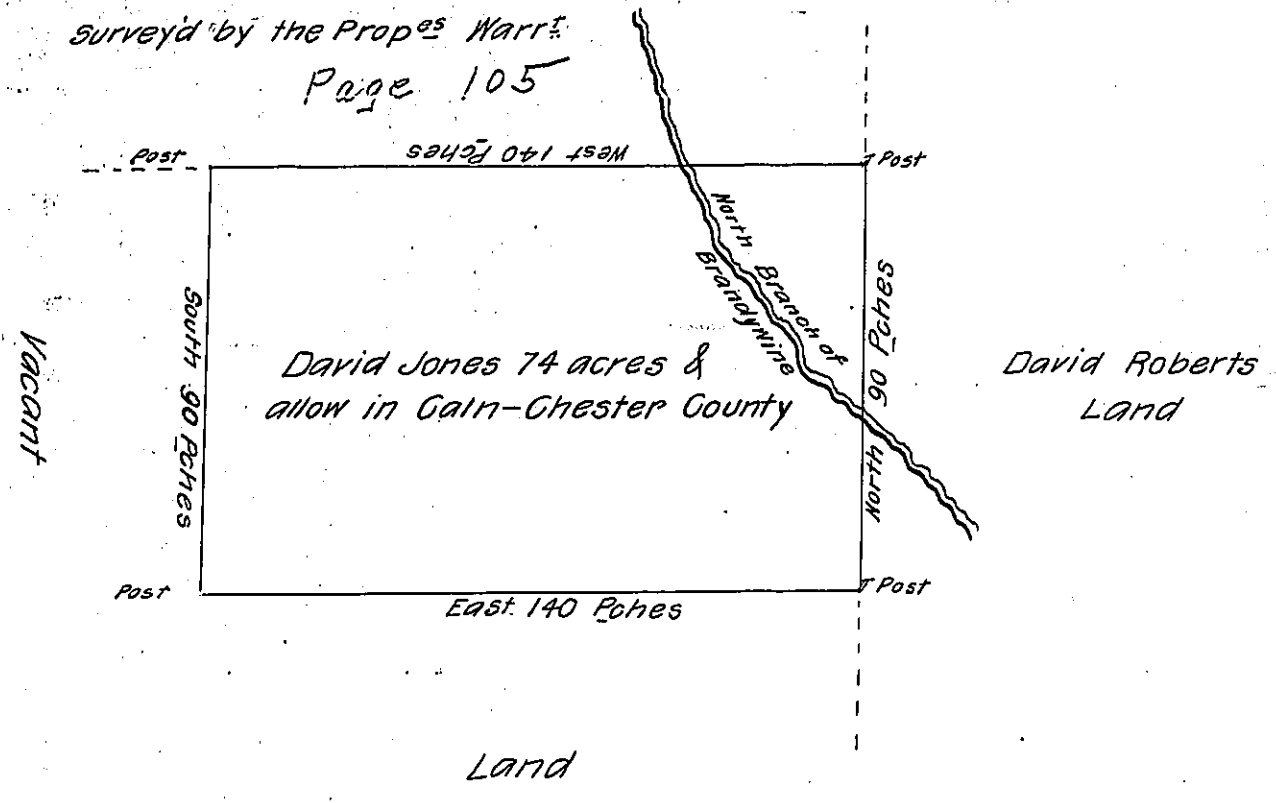 Survey'd by the Propes Warrt
Page 105
Post
West 140 Pches
Post
North Branch of
Brandywine
South 90 Pches
North 90 Pches
Vacant
David Jones 74 acres &
allow in Caln-Chester County
David Roberts
Land
Post
East. 140 Pches
Post
Land